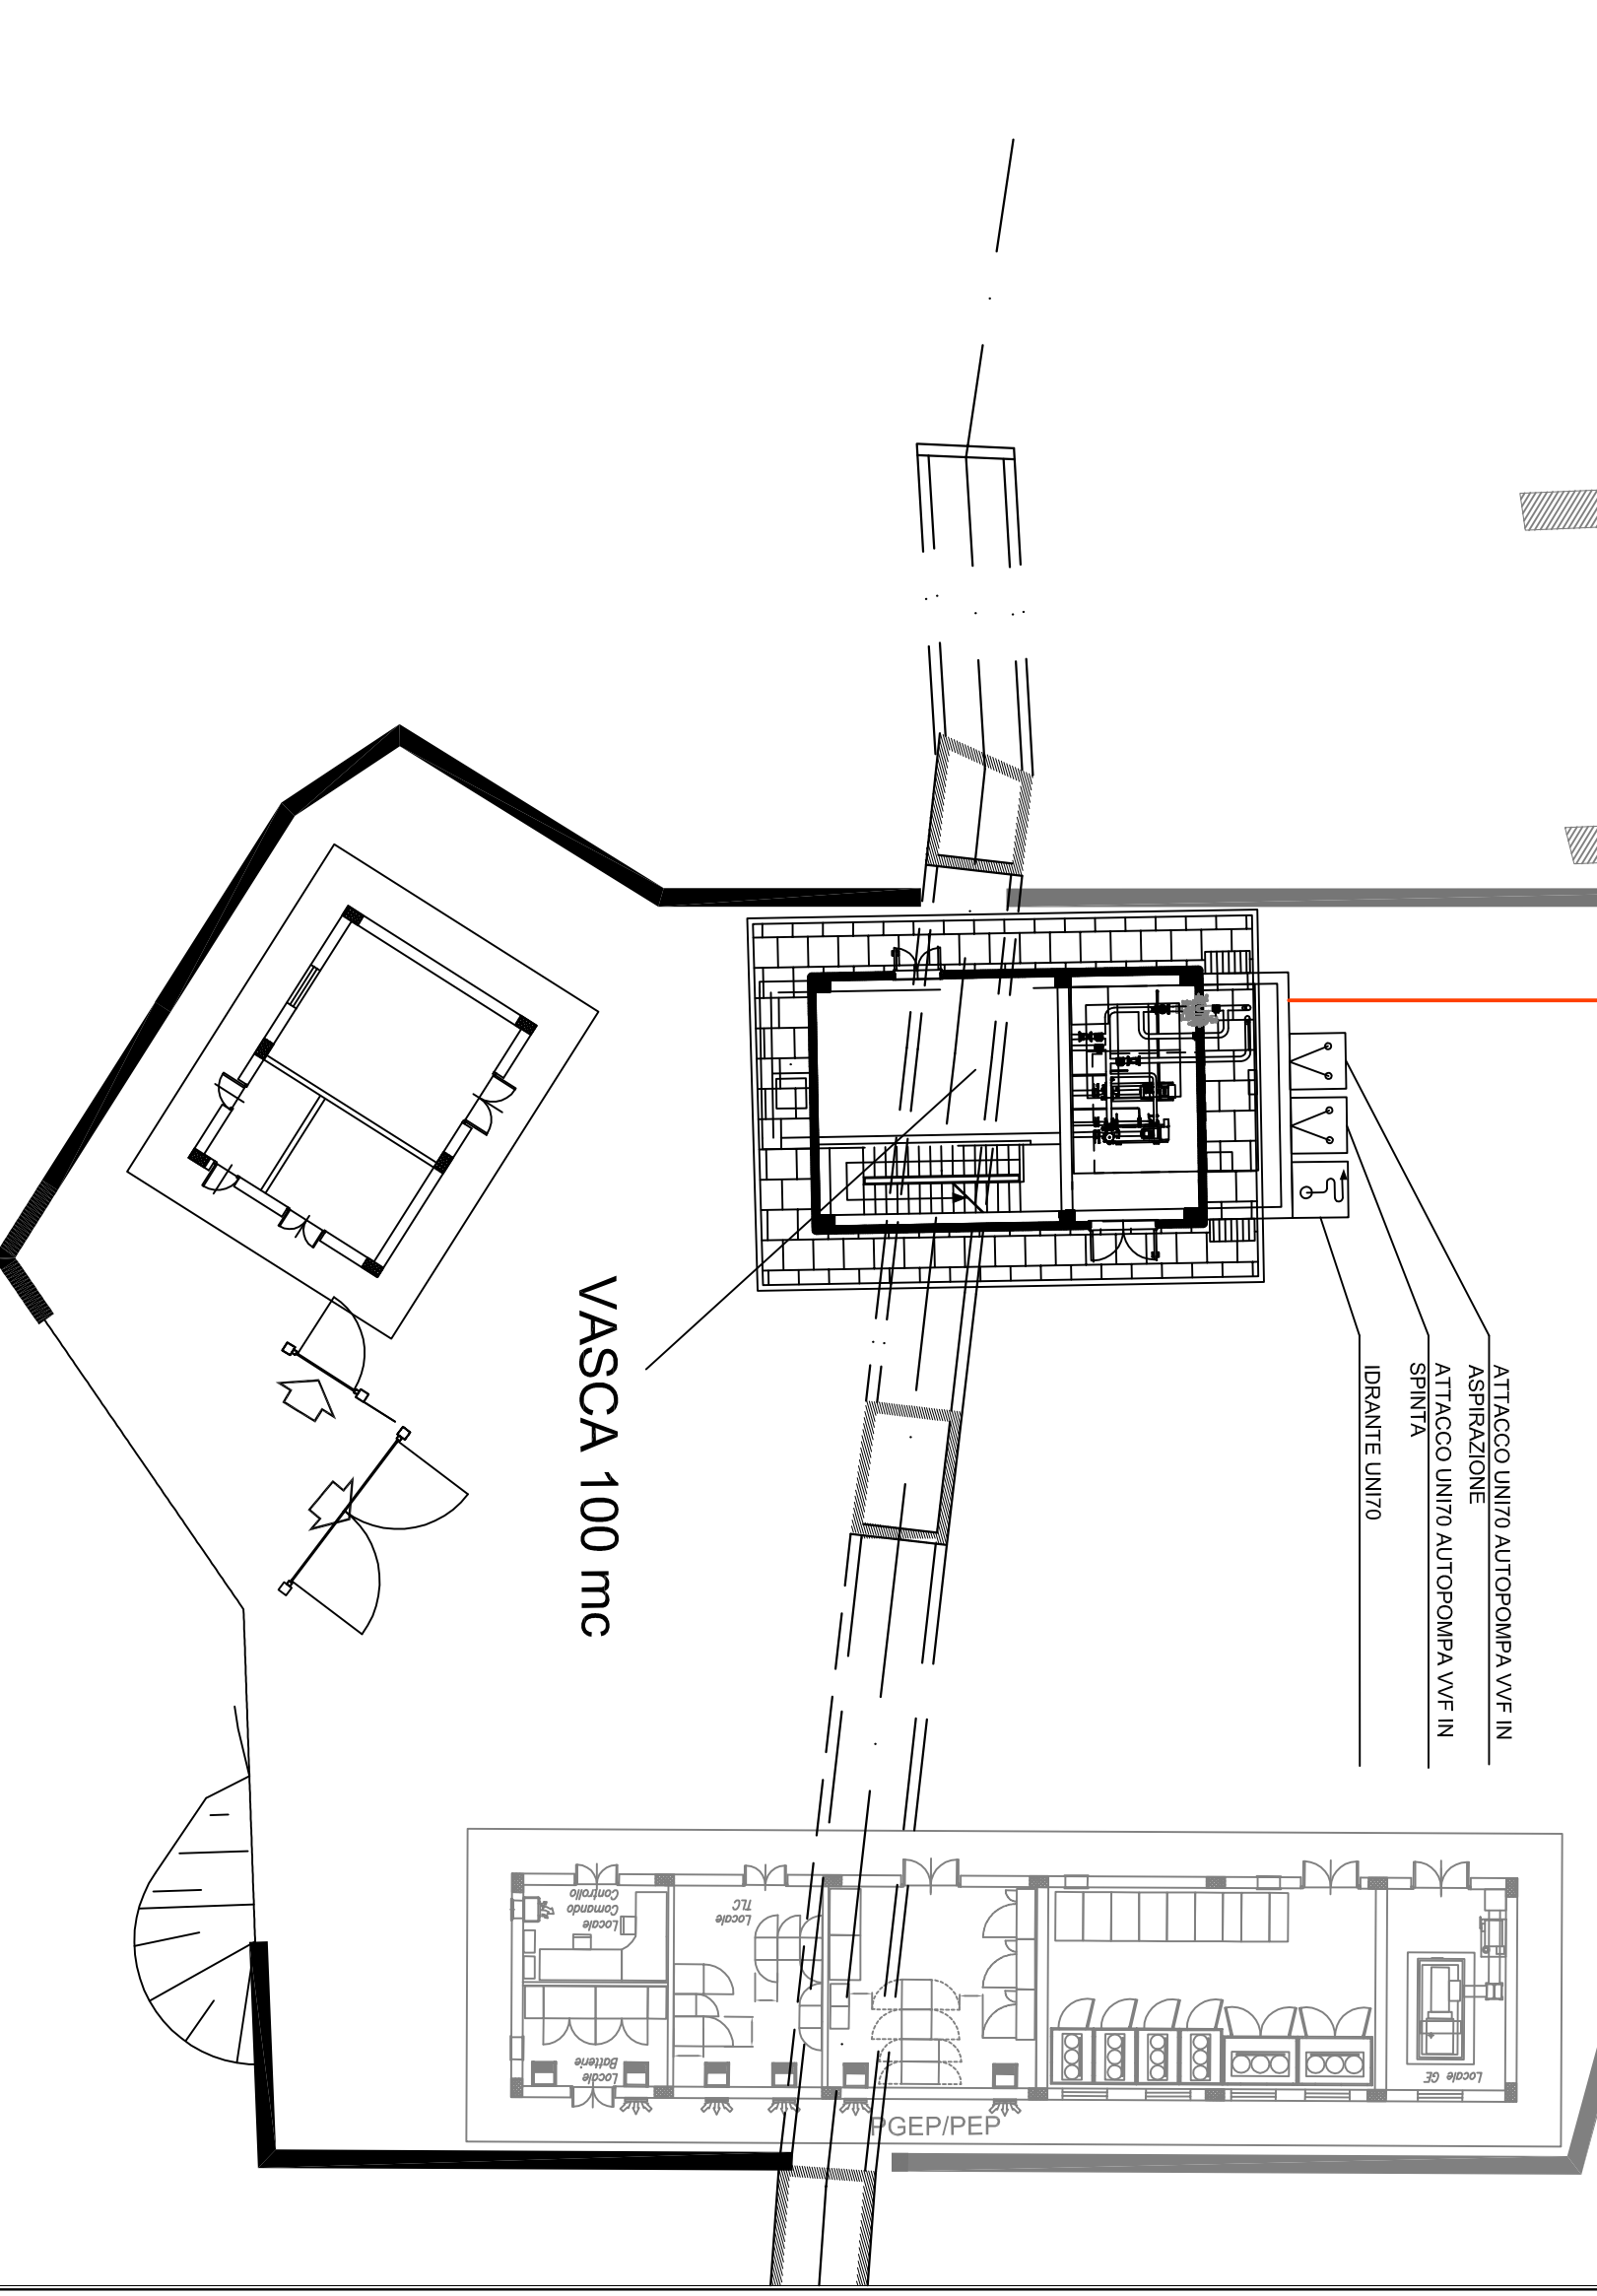 VASCA 100 mc
ATTACCO UNI70 AUTOPOMPA VVF IN
ASPIRAZIONE
ATTACCO UNI70 AUTOPOMPA VVF IN
SPINTA
IDRANTE UNI70
Locale
Comando
Controllo
Locale
TLC
Locale
Batterie
Locale GE
PGEP/PEP